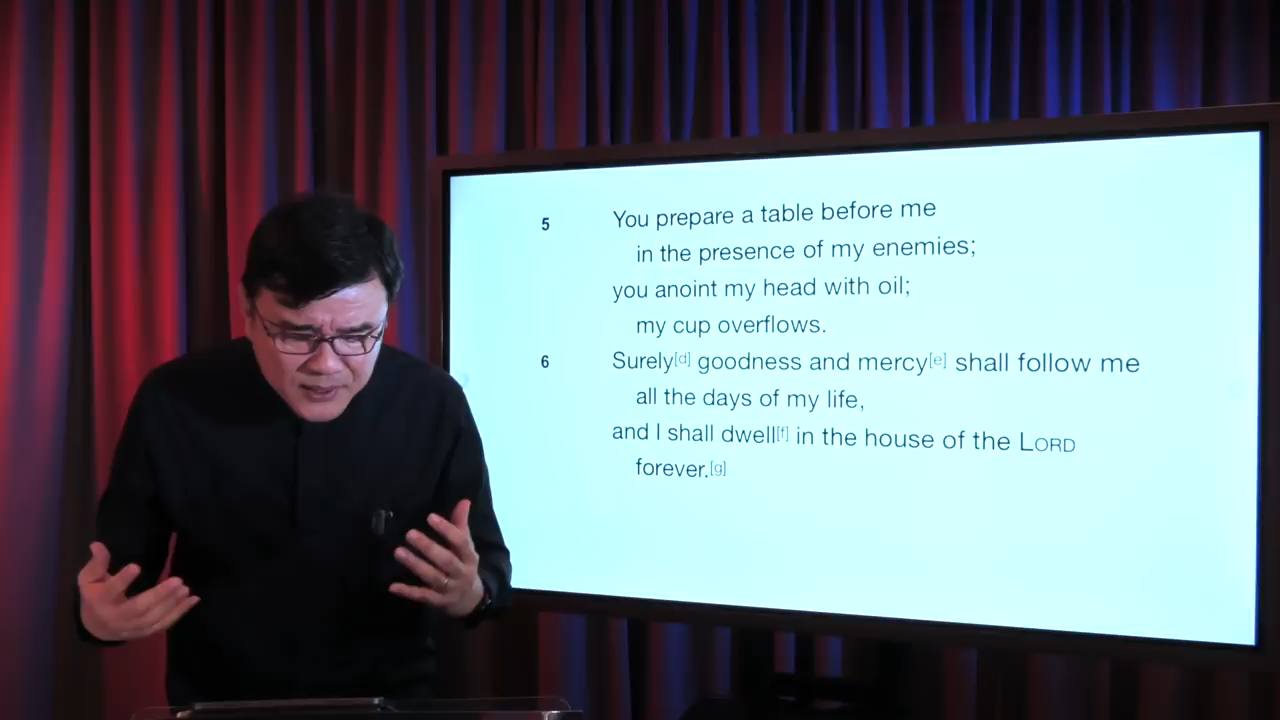 5 You prepare a table before me
in the presence of my enemies;
you anoint my head with oil;
my cup overflows.
6 Surely[d] goodness and mercy[e] shall follow me
all the days of my life,
and I shall dwell[f] in the house of the LORD
forever.[g]